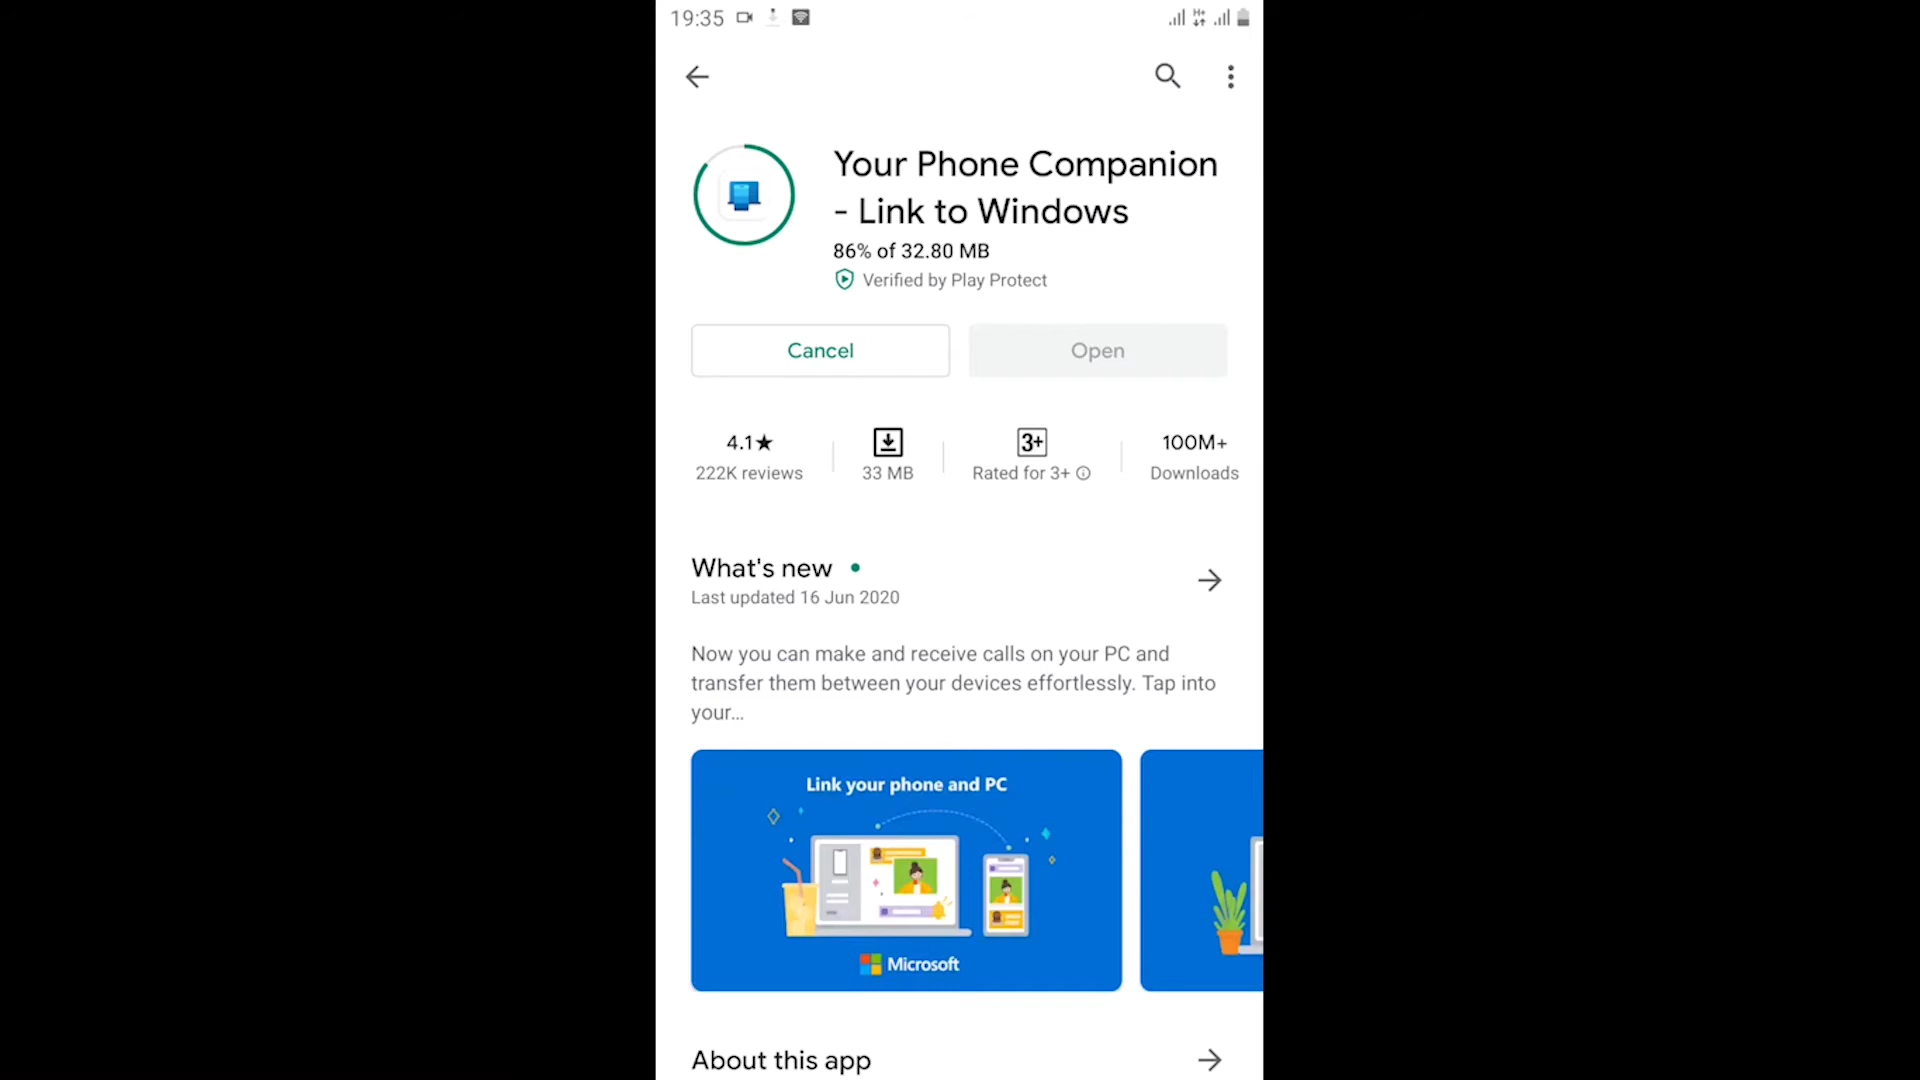 19:35
H+
Your Phone Companion
- Link to Windows
86% of 32.80 MB
Verified by Play Protect
Cancel
Open
4.1★
3+
100M+
222K reviews
33 MB
Rated for 3+
Downloads
What's new
Last updated 16 Jun 2020
Now you can make and receive calls on your PC and
transfer them between your devices effortlessly. Tap into
your...
Link your phone and PC
Microsoft
About this app